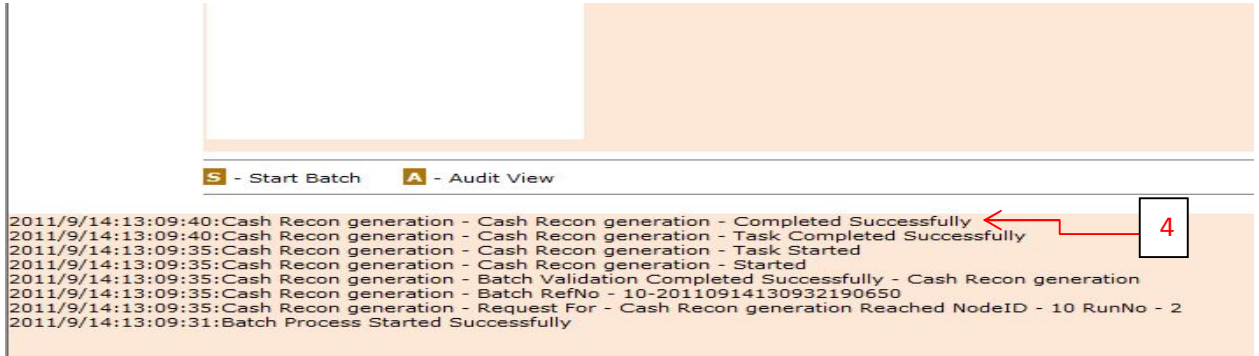 S - Start Batch A - Audit View
2011/9/14:13:09:40:Cash Recon generation - Cash Recon generation - Completed Successfully
4
2011/9/14:13:09:40:Cash Recon generation - Cash Recon generation - Task Completed Successfully
2011/9/14:13:09:35:Cash Recon generation - Cash Recon generation - Task Started
2011/9/14:13:09:35:Cash Recon generation - Cash Recon generation - Started
2011/9/14:13:09:35:Cash Recon generation - Batch Validation Completed Successfully - Cash Recon generation
2011/9/14:13:09:35:Cash Recon generation - Batch RefNo - 10-20110914130932190650
2011/9/14:13:09:35:Cash Recon generation - Request For - Cash Recon generation Reached NodeID - 10 RunNo - 2
2011/9/14:13:09:31:Batch Process Started Successfully